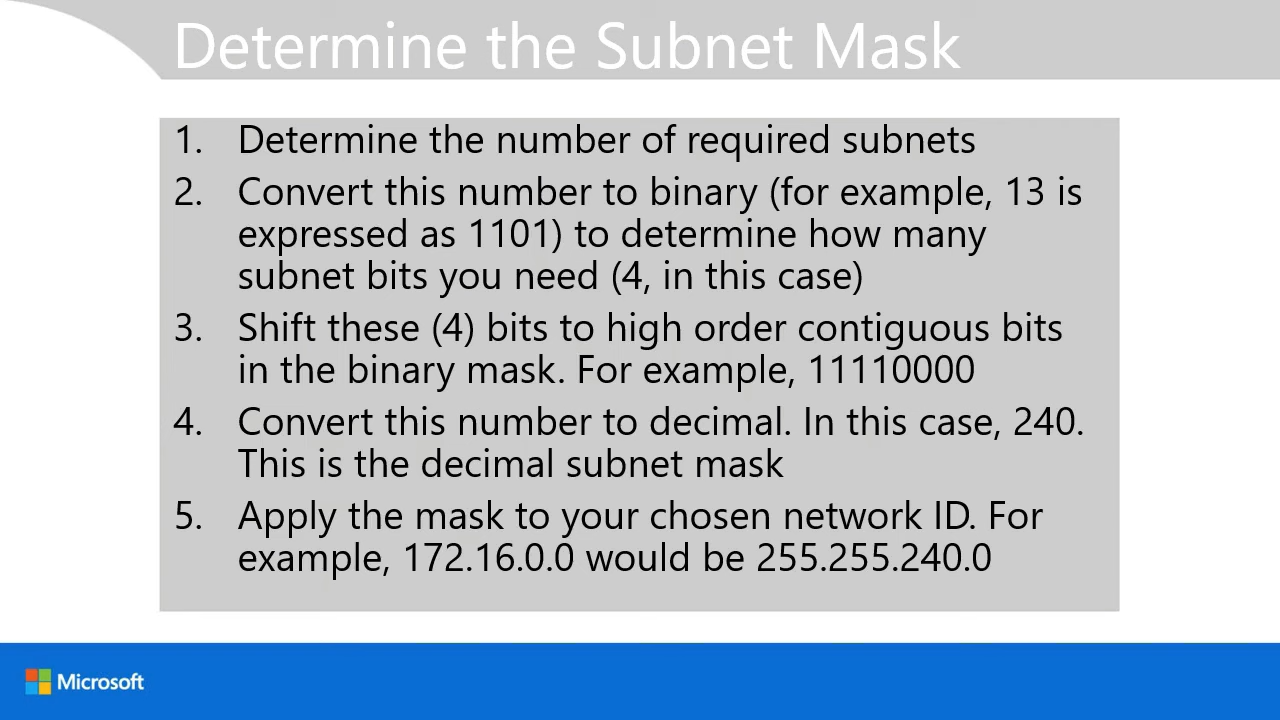 Determine the Subnet Mask
1. Determine the number of required subnets
2. Convert this number to binary (for example, 13 is
expressed as 1101) to determine how many
subnet bits you need (4, in this case)
3. Shift these (4) bits to high order contiguous bits
in the binary mask. For example, 11110000
4. Convert this number to decimal. In this case, 240.
This is the decimal subnet mask
5. Apply the mask to your chosen network ID. For
example, 172.16.0.0 would be 255.255.240.0
Microsoft